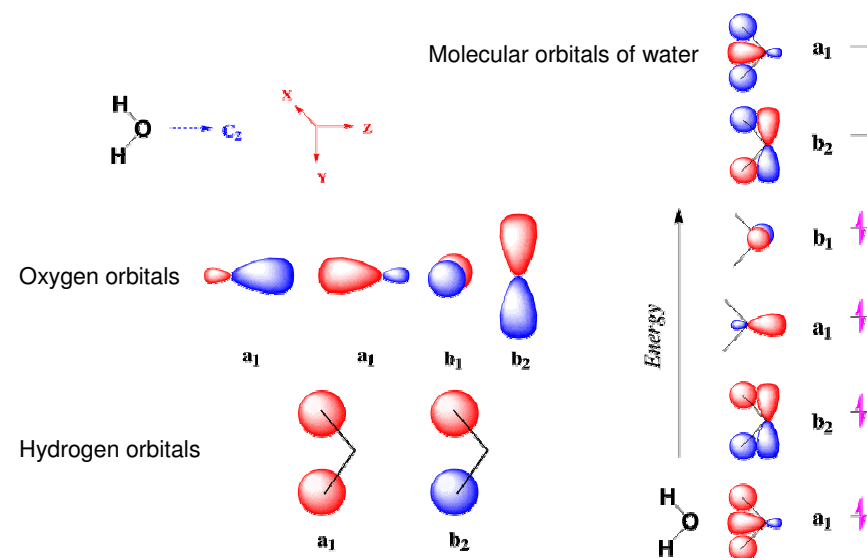 Molecular orbitals of water
a1
H
O
H
C2
X
Z
Y
b2
b1
Oxygen orbitals
a1
a1
b1
b2
a1
Energy
b2
Hydrogen orbitals
a1
b2
H
O
H
a1